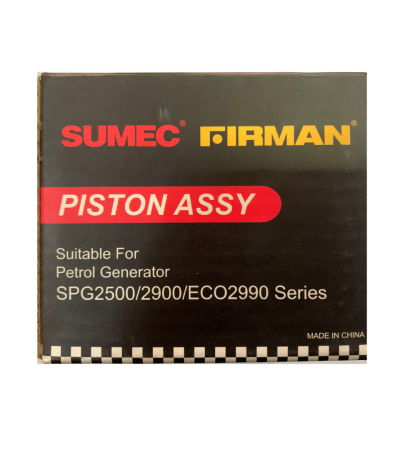 SUMEC® FIRMAN®
PISTON ASSY
Suitable For
Petrol Generator
SPG2500/2900/ECO2990 Series
MADE IN CHINA